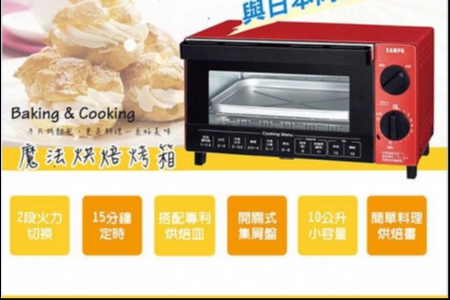 與日本
SAMPO
Baking & Cooking
魔法烘焙烤箱
Cooking Menu
2段火力
切換
15分鐘
定時
搭配專利
烘焙皿
開關式
集屑盤
10公升
小容量
簡單料理
烘焙書